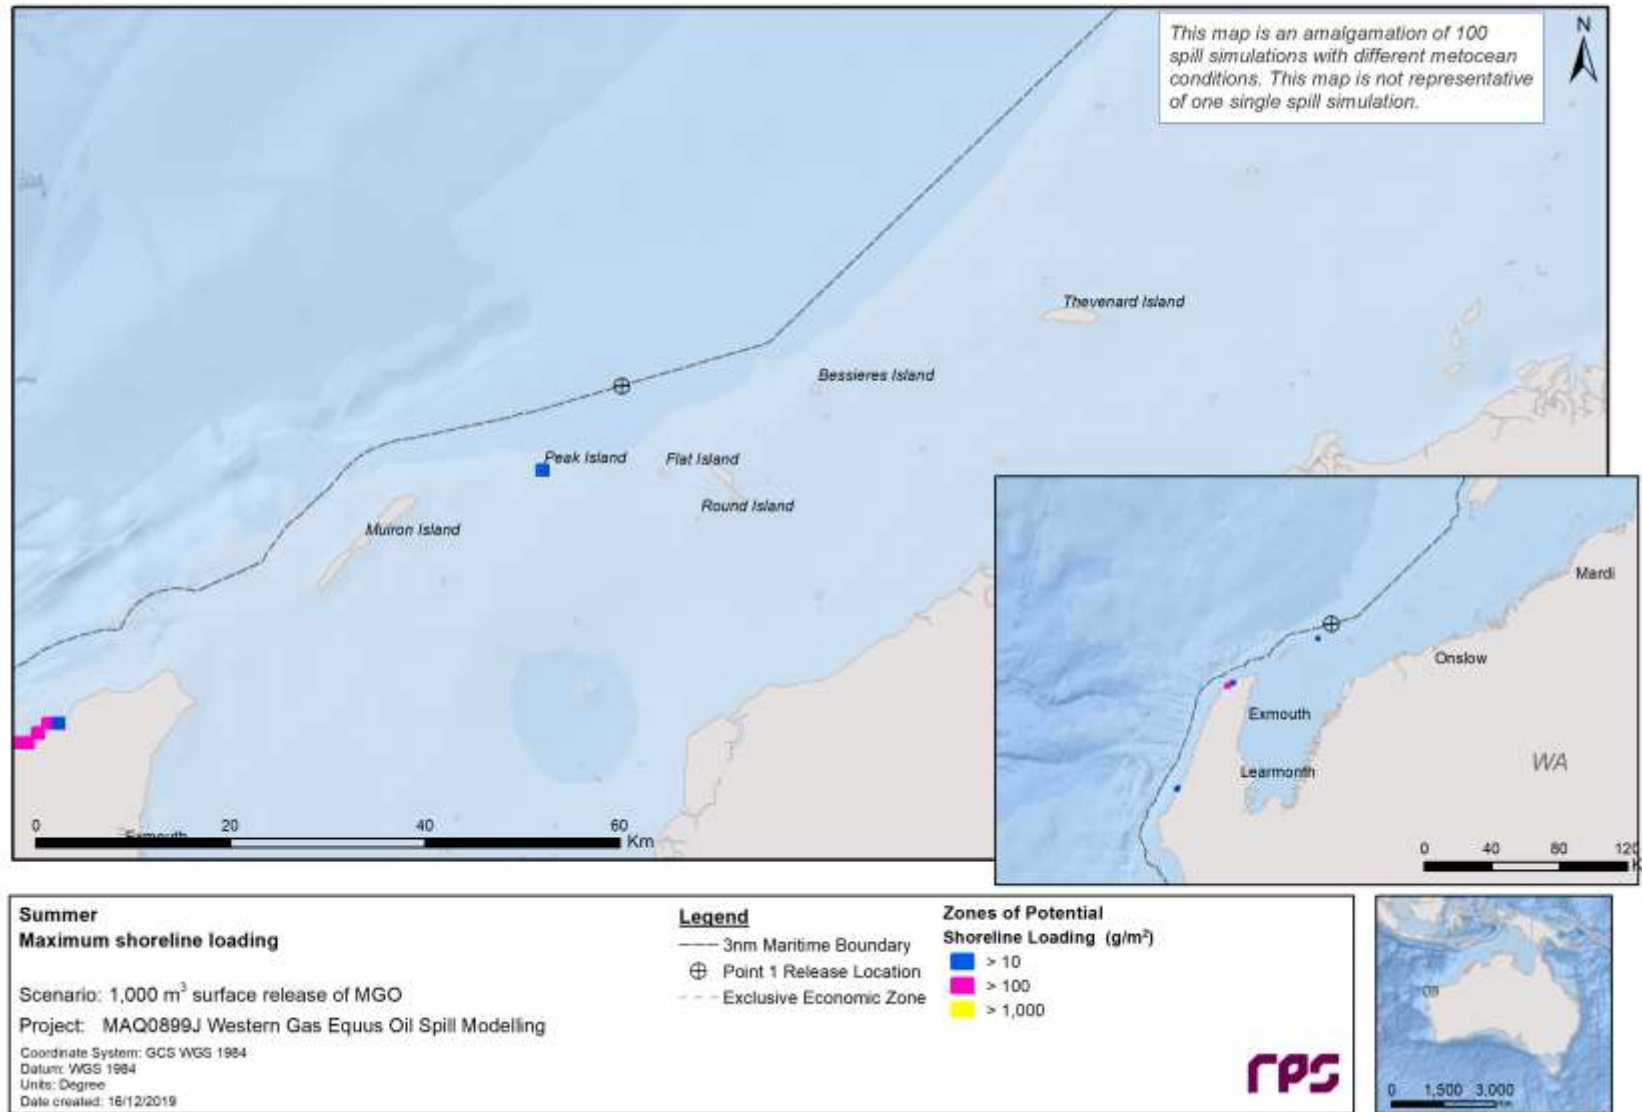 This map is an amalgamation of 100
spill simulations with different metocean
conditions. This map is not representative
of one single spill simulation.
N
Thevenard Island
Bessieres Island
Peak Island
Flat Island
Round Island
Muiron Island
Exmouth
0 20 40 60
Km
Mardi
Onslow
Exmouth
WA
Learmonth
0 40 80 120
Summer
Maximum shoreline loading
Scenario: 1,000 m³ surface release of MGO
Project: MAQ0899J Western Gas Equus Oil Spill Modelling
Coordinate System: GCS WGS 1984
Datum: WGS 1984
Units: Degree
Date created: 16/12/2019
Legend
3nm Maritime Boundary
Point 1 Release Location
Exclusive Economic Zone
Zones of Potential
Shoreline Loading (g/m²)
> 10
> 100
> 1,000
rps
0 1,500 3,000